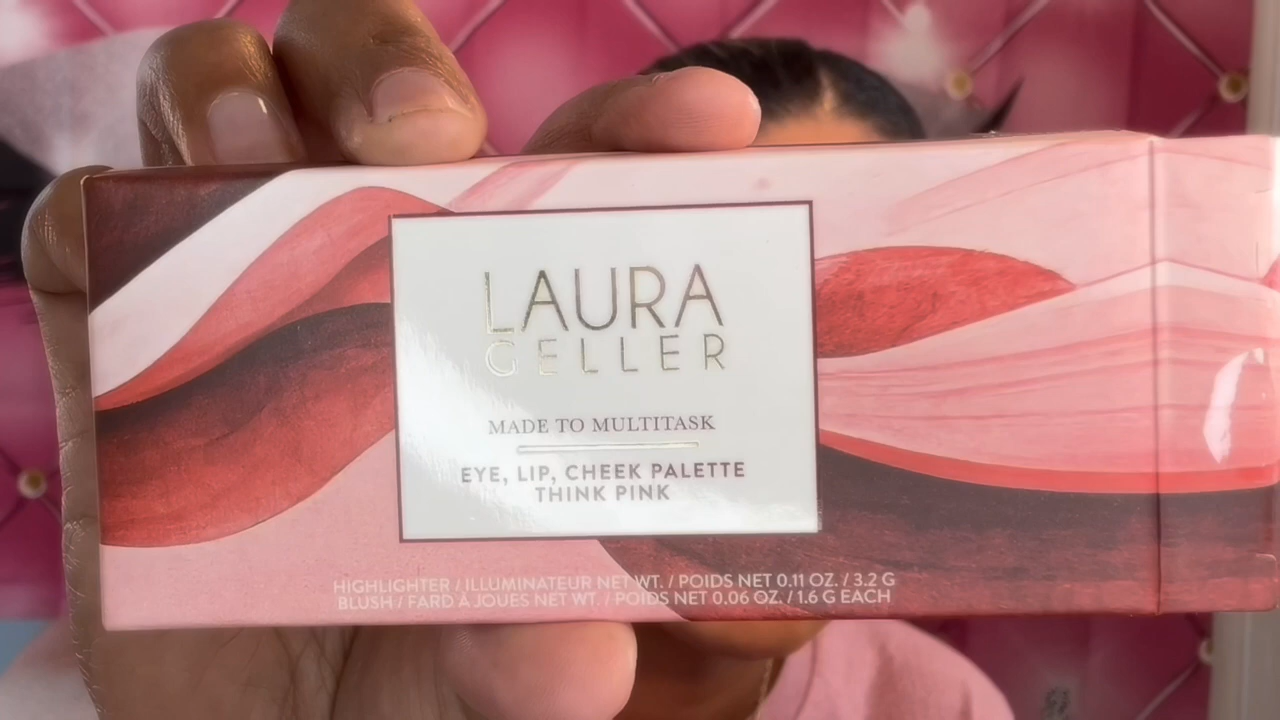 LAURA
GELLER
MADE TO MULTITASK
EYE, LIP, CHEEK PALETTE
THINK PINK
HIGHLIGHTER / ILLUMINATEUR NET WT. / POIDS NET 0.11 OZ. / 3.2 G
BLUSH / FARD À JOUES NET WT. / POIDS NET 0.06 OZ. / 1.6 G EACH